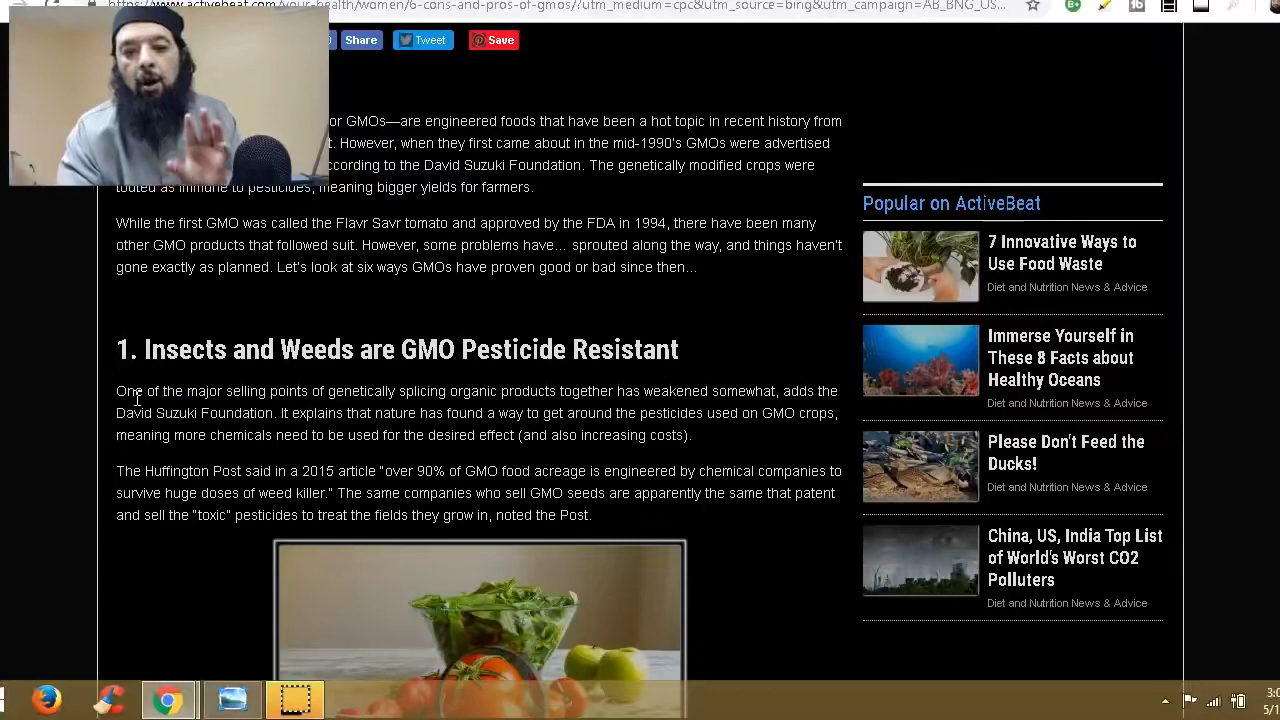 https://www.activebeat.com/your-health/women/6-cons-and-pros-of-gmos/?utm_medium=cpc&utm_source=bing&utm_campaign=AB_BNG_US...
Share
Tweet
Save
or GMOs—are engineered foods that have been a hot topic in recent history from
t. However, when they first came about in the mid-1990's GMOs were advertised
ccording to the David Suzuki Foundation. The genetically modified crops were
touted as immune to pesticides, meaning bigger yields for farmers.
While the first GMO was called the Flavr Savr tomato and approved by the FDA in 1994, there have been many
other GMO products that followed suit. However, some problems have… sprouted along the way, and things haven't
gone exactly as planned. Let's look at six ways GMOs have proven good or bad since then…
1. Insects and Weeds are GMO Pesticide Resistant
One of the major selling points of genetically splicing organic products together has weakened somewhat, adds the
David Suzuki Foundation. It explains that nature has found a way to get around the pesticides used on GMO crops,
meaning more chemicals need to be used for the desired effect (and also increasing costs).
The Huffington Post said in a 2015 article "over 90% of GMO food acreage is engineered by chemical companies to
survive huge doses of weed killer." The same companies who sell GMO seeds are apparently the same that patent
and sell the "toxic" pesticides to treat the fields they grow in, noted the Post.
Popular on ActiveBeat
7 Innovative Ways to
Use Food Waste
Diet and Nutrition News & Advice
Immerse Yourself in
These 8 Facts about
Healthy Oceans
Diet and Nutrition News & Advice
Please Don't Feed the
Ducks!
Diet and Nutrition News & Advice
China, US, India Top List
of World's Worst CO2
Polluters
Diet and Nutrition News & Advice
3:0
5/1